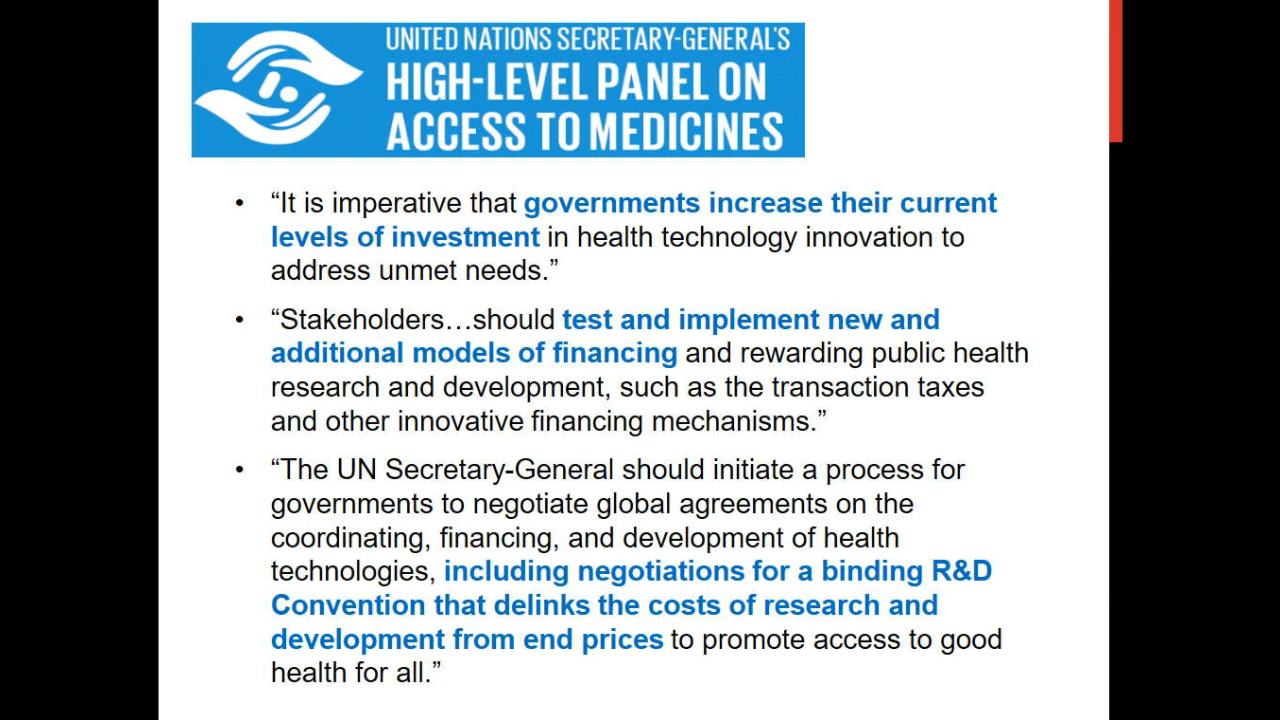 UNITED NATIONS SECRETARY-GENERAL'S
HIGH-LEVEL PANEL ON
ACCESS TO MEDICINES
• “It is imperative that governments increase their current
levels of investment in health technology innovation to
address unmet needs.”
• “Stakeholders…should test and implement new and
additional models of financing and rewarding public health
research and development, such as the transaction taxes
and other innovative financing mechanisms.”
• “The UN Secretary-General should initiate a process for
governments to negotiate global agreements on the
coordinating, financing, and development of health
technologies, including negotiations for a binding R&D
Convention that delinks the costs of research and
development from end prices to promote access to good
health for all.”